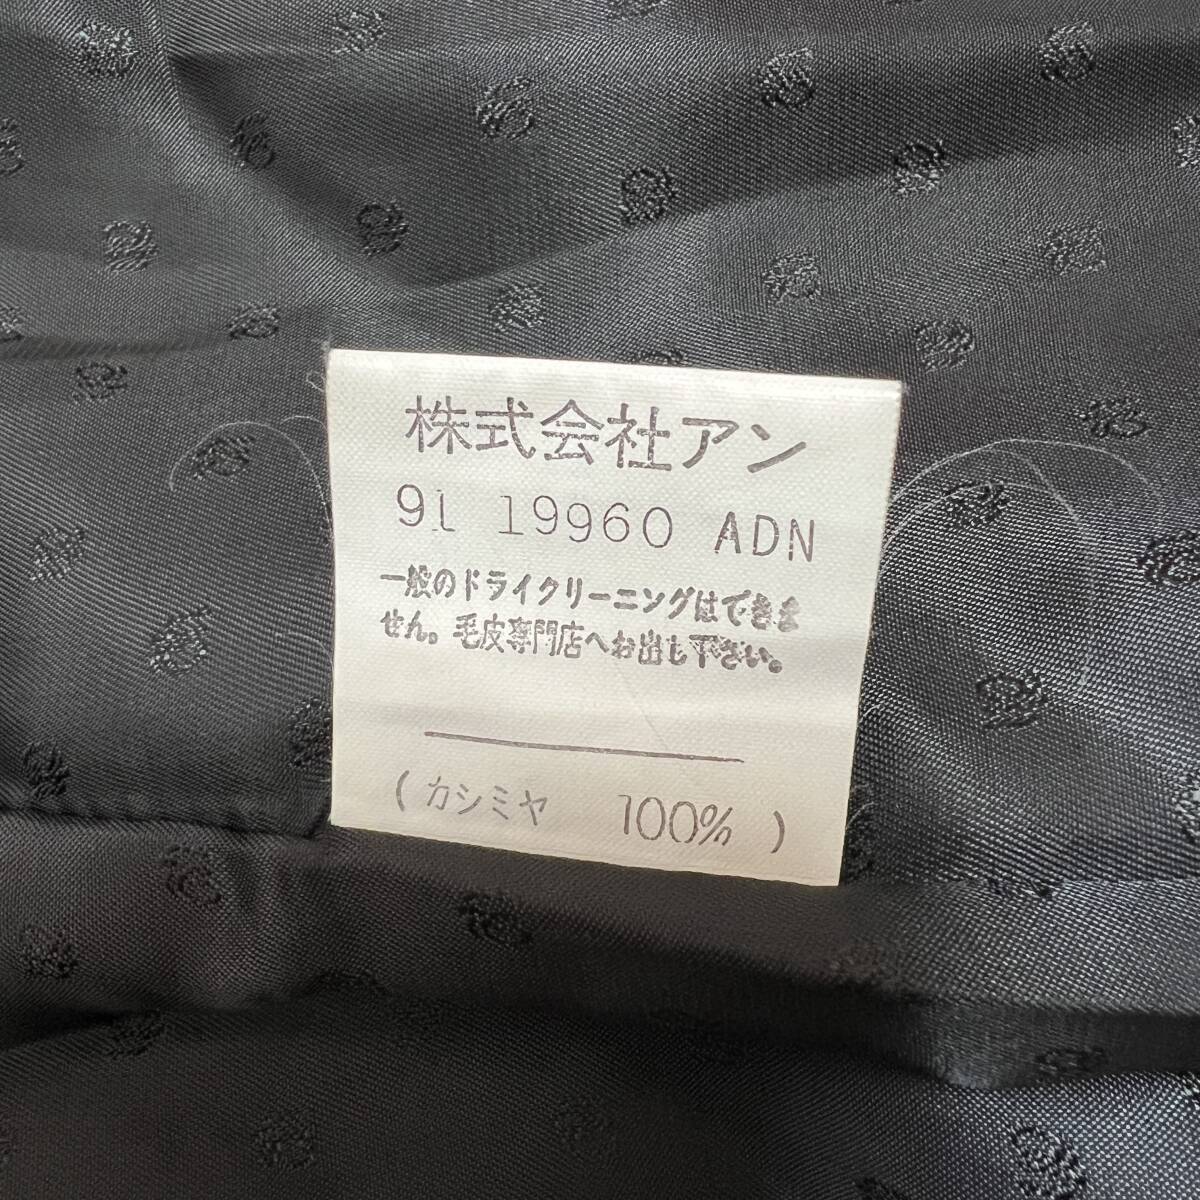 株式会社アン
91 19960 ADN
一般のドライクリーニングはできま
せん。毛皮専門店へお出し下さい。
(カシミヤ 100%)